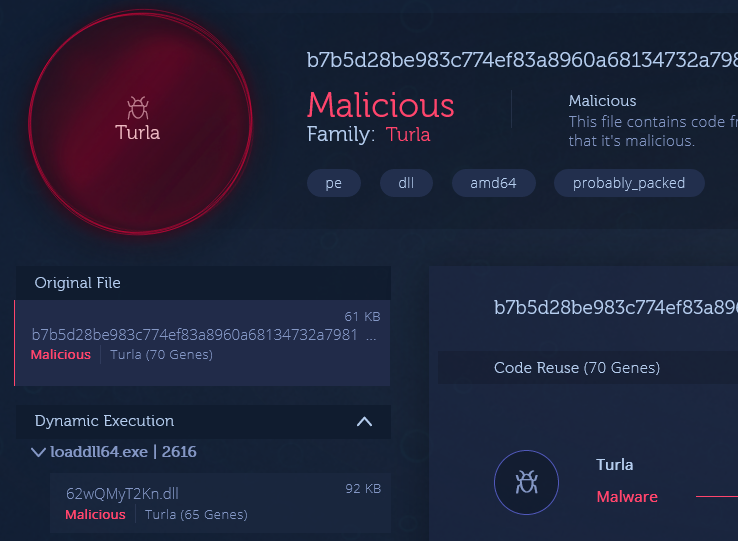 Turla
b7b5d28be983c774ef83a8960a68134732a798
Malicious
Family: Turla
Malicious
This file contains code fr
that it's malicious.
pe
dll
amd64
probably_packed
Original File
61 KB
b7b5d28be983c774ef83a8960a68134732a7981 ...
Malicious
Turla (70 Genes)
Dynamic Execution
loaddll64.exe | 2616
62wQMyT2Kn.dll
92 KB
Malicious
Turla (65 Genes)
b7b5d28be983c774ef83a896
Code Reuse (70 Genes)
Turla
Malware